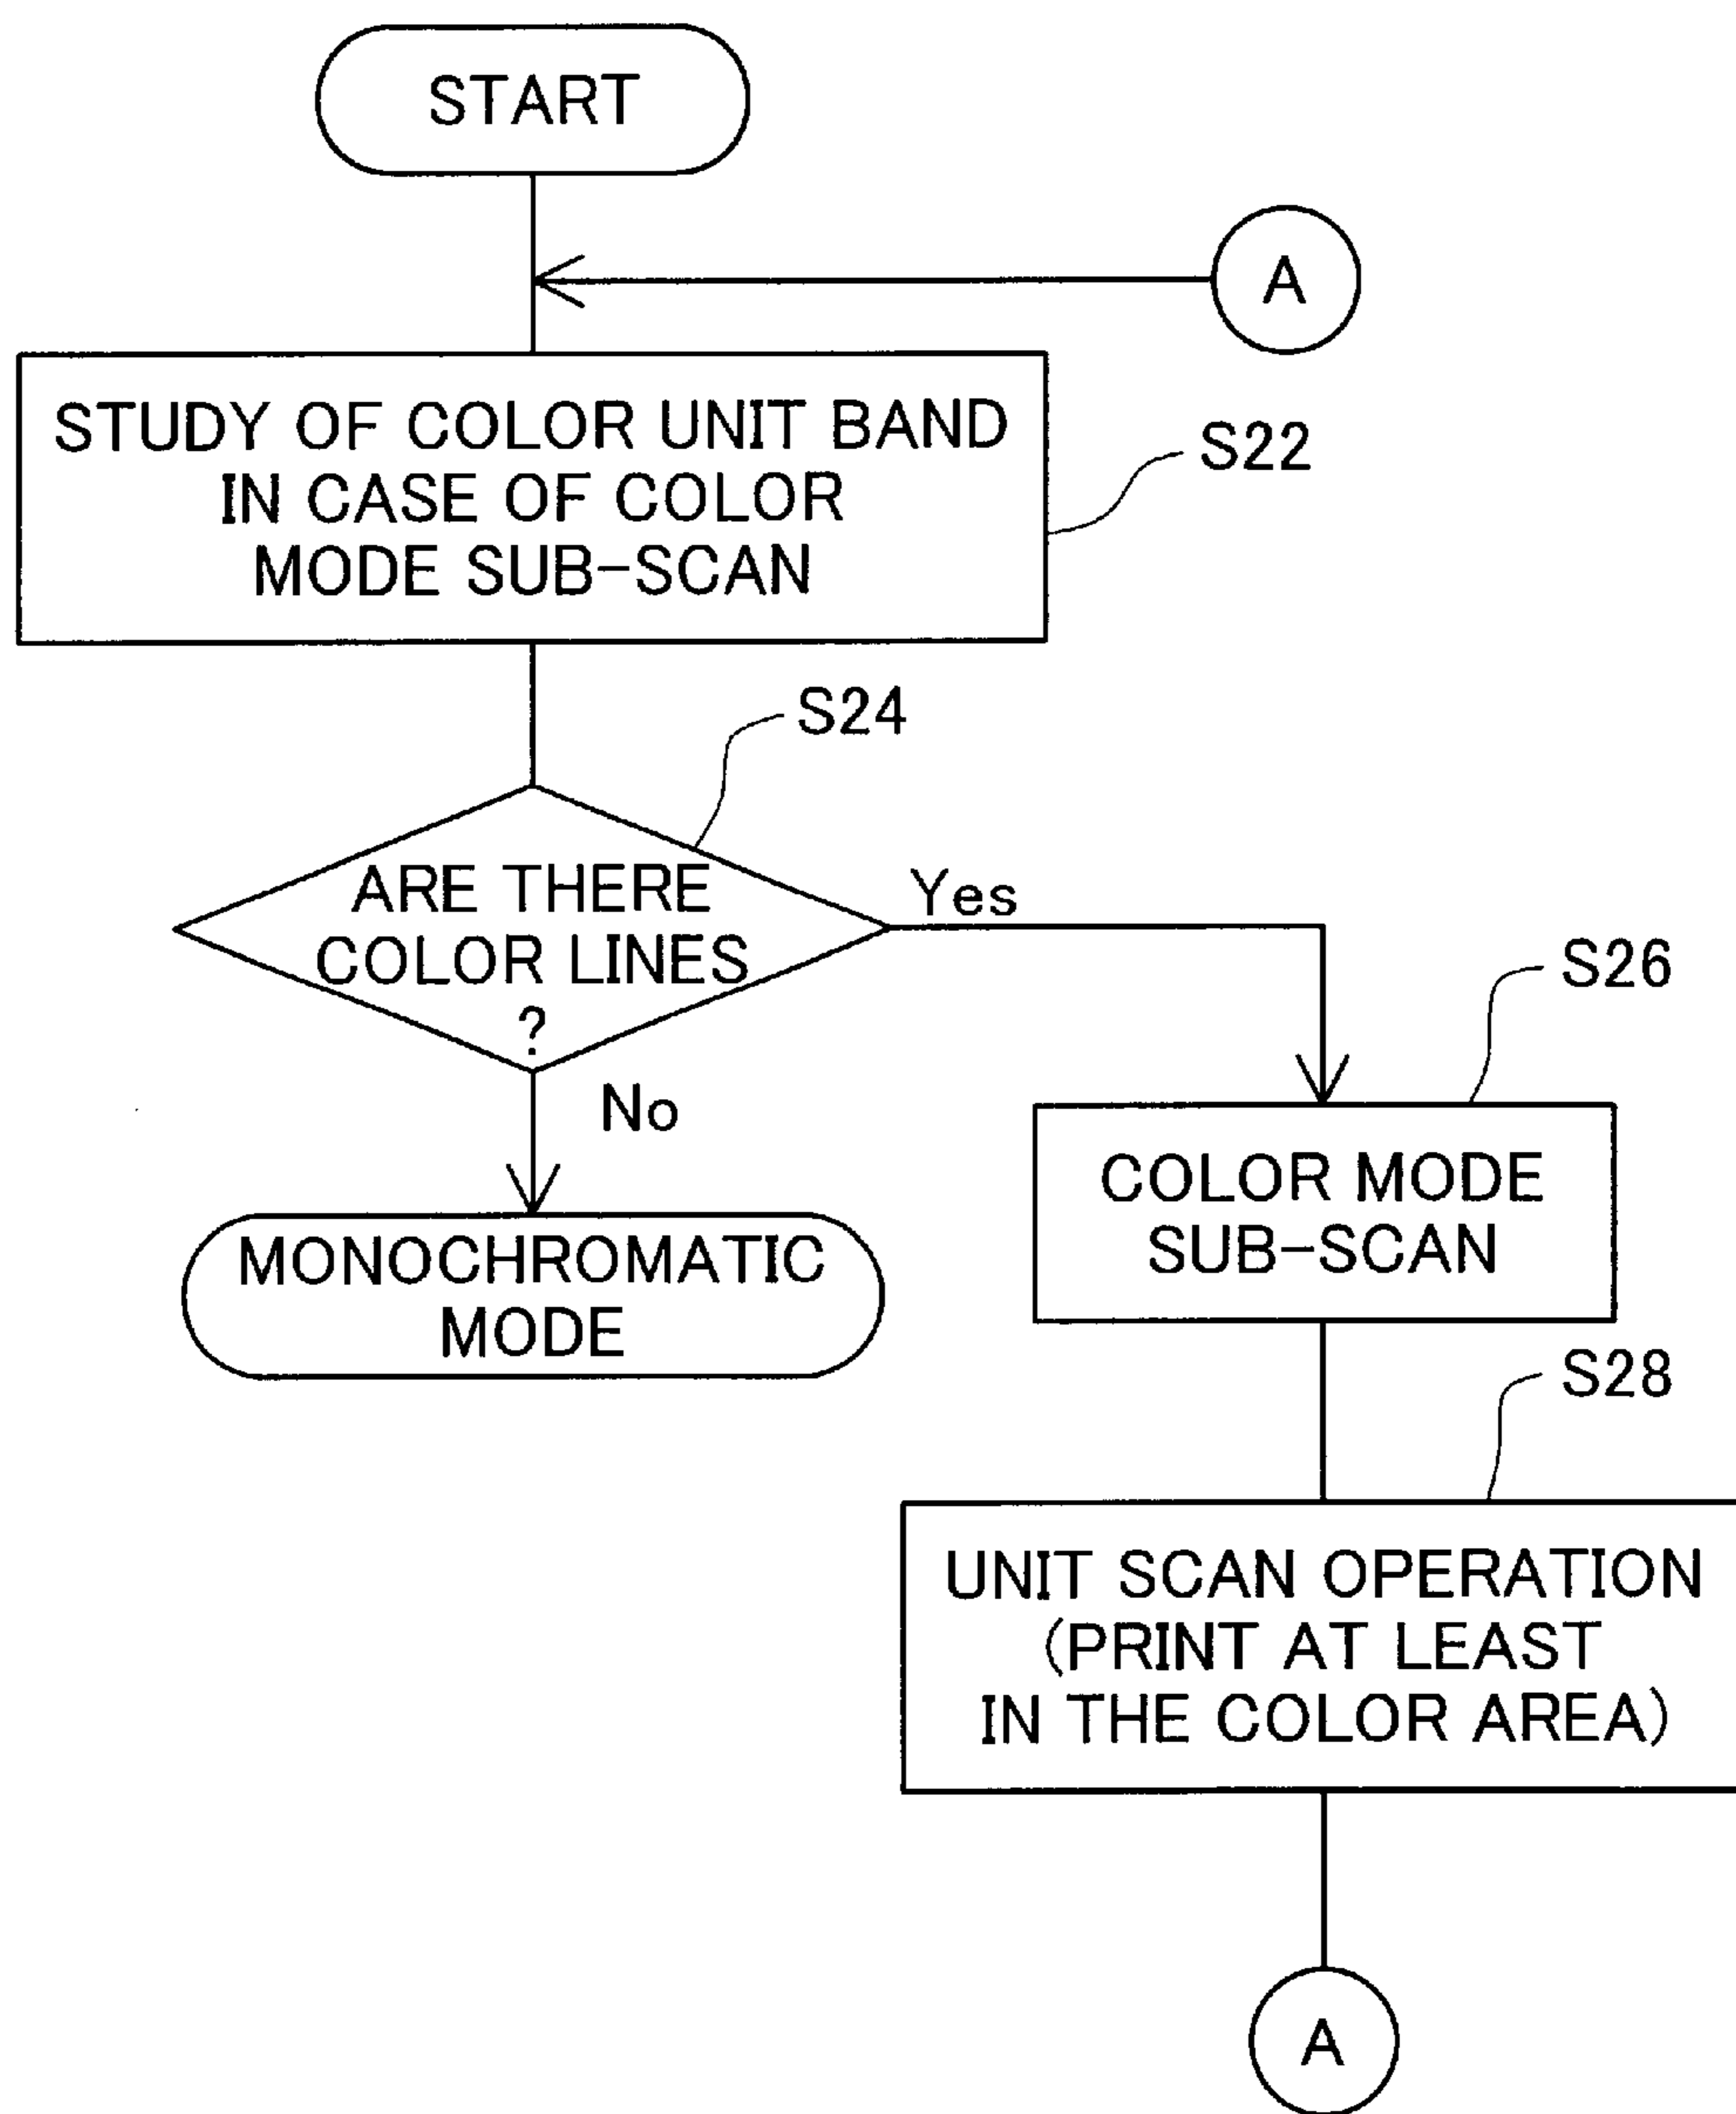 START
A
STUDY OF COLOR UNIT BAND
IN CASE OF COLOR
MODE SUB-SCAN
S22
S24
ARE THERE
COLOR LINES
?
Yes
No
S26
COLOR MODE
SUB-SCAN
MONOCHROMATIC
MODE
S28
UNIT SCAN OPERATION
(PRINT AT LEAST
IN THE COLOR AREA)
A